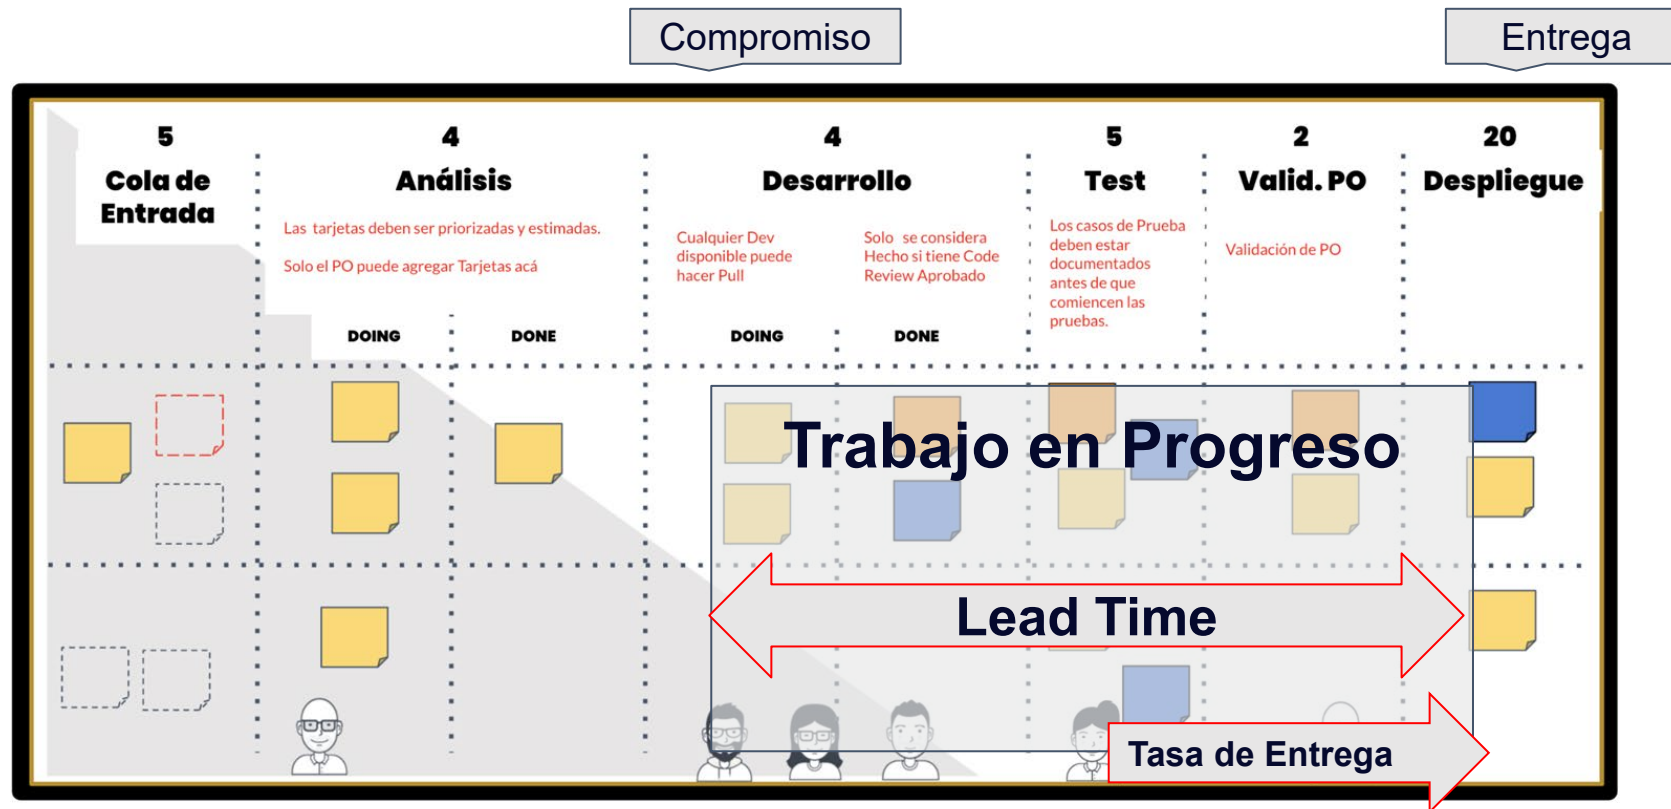 Compromiso
Entrega
5
4
4
5
2
20
Cola de
Entrada
Análisis
Desarrollo
Test
Valid. PO
Despliegue
Las tarjetas deben ser priorizadas y estimadas.
Solo el PO puede agregar Tarjetas acá
Cualquier Dev
disponible puede
hacer Pull
Solo se considera
Hecho si tiene Code
Review Aprobado
Los casos de Prueba
deben estar
documentados
antes de que
comiencen las
pruebas.
Validación de PO
DOING
DONE
DOING
DONE
Trabajo en Progreso
Lead Time
Tasa de Entrega